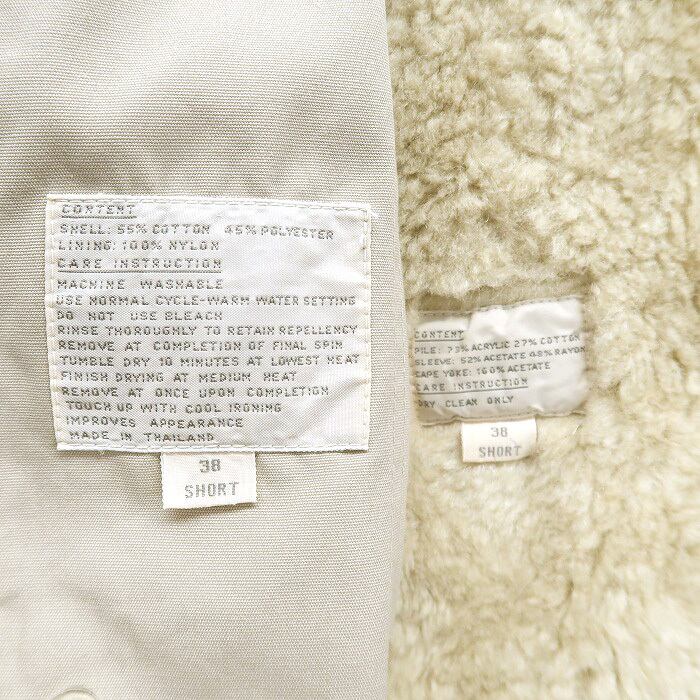 CONTENT
SHELL: 55% COTTON 45% POLYESTER
LINING: 100% NYLON
CARE INSTRUCTION
MACHINE WASHABLE
USE NORMAL CYCLE-WARM WATER SETTING
DO NOT USE BLEACH
RINSE THOROUGHLY TO RETAIN REPELLENCY
REMOVE AT COMPLETION OF FINAL SPIN
TUMBLE DRY 10 MINUTES AT LOWEST HEAT
FINISH DRYING AT MEDIUM HEAT
REMOVE AT ONCE UPON COMPLETION
TOUCH UP WITH COOL IRONING
IMPROVES APPEARANCE
MADE IN THAILAND
38
SHORT
CONTENT
PILE: 73% ACRYLIC 27% COTTON
SLEEVE: 52% ACETATE 48% RAYON
CAPE YOKE: 100% ACETATE
CARE INSTRUCTION
DRY CLEAN ONLY
38
SHORT